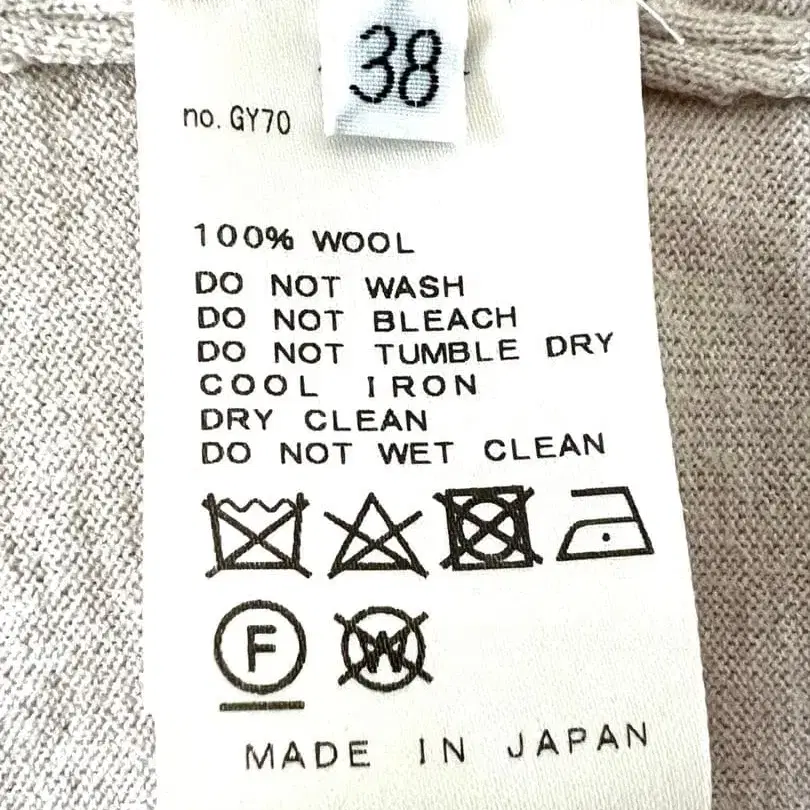 38
no. GY70
100% WOOL
DO NOT WASH
DO NOT BLEACH
DO NOT TUMBLE DRY
COOL IRON
DRY CLEAN
DO NOT WET CLEAN
F W
MADE IN JAPAN